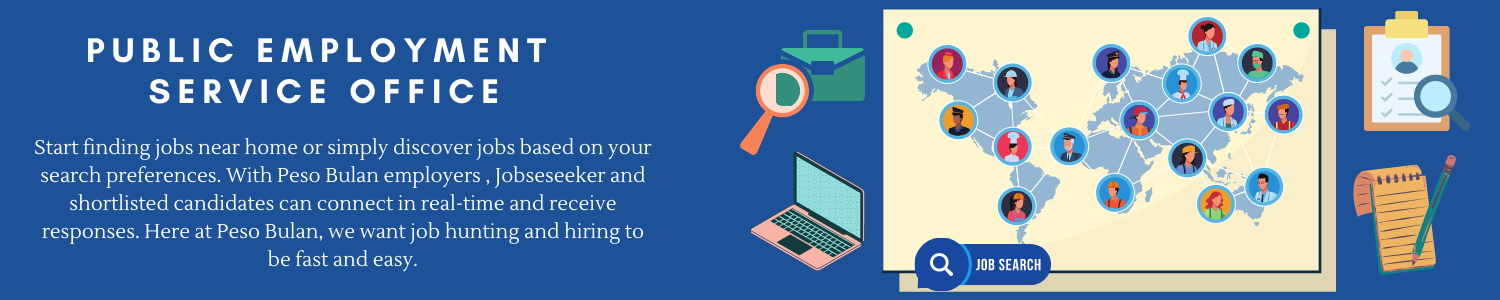 PUBLIC EMPLOYMENT
SERVICE OFFICE
Start finding jobs near home or simply discover jobs based on your
search preferences. With Peso Bulan employers , Jobseseeker and
shortlisted candidates can connect in real-time and receive
responses. Here at Peso Bulan, we want job hunting and hiring to
be fast and easy.
JOB SEARCH